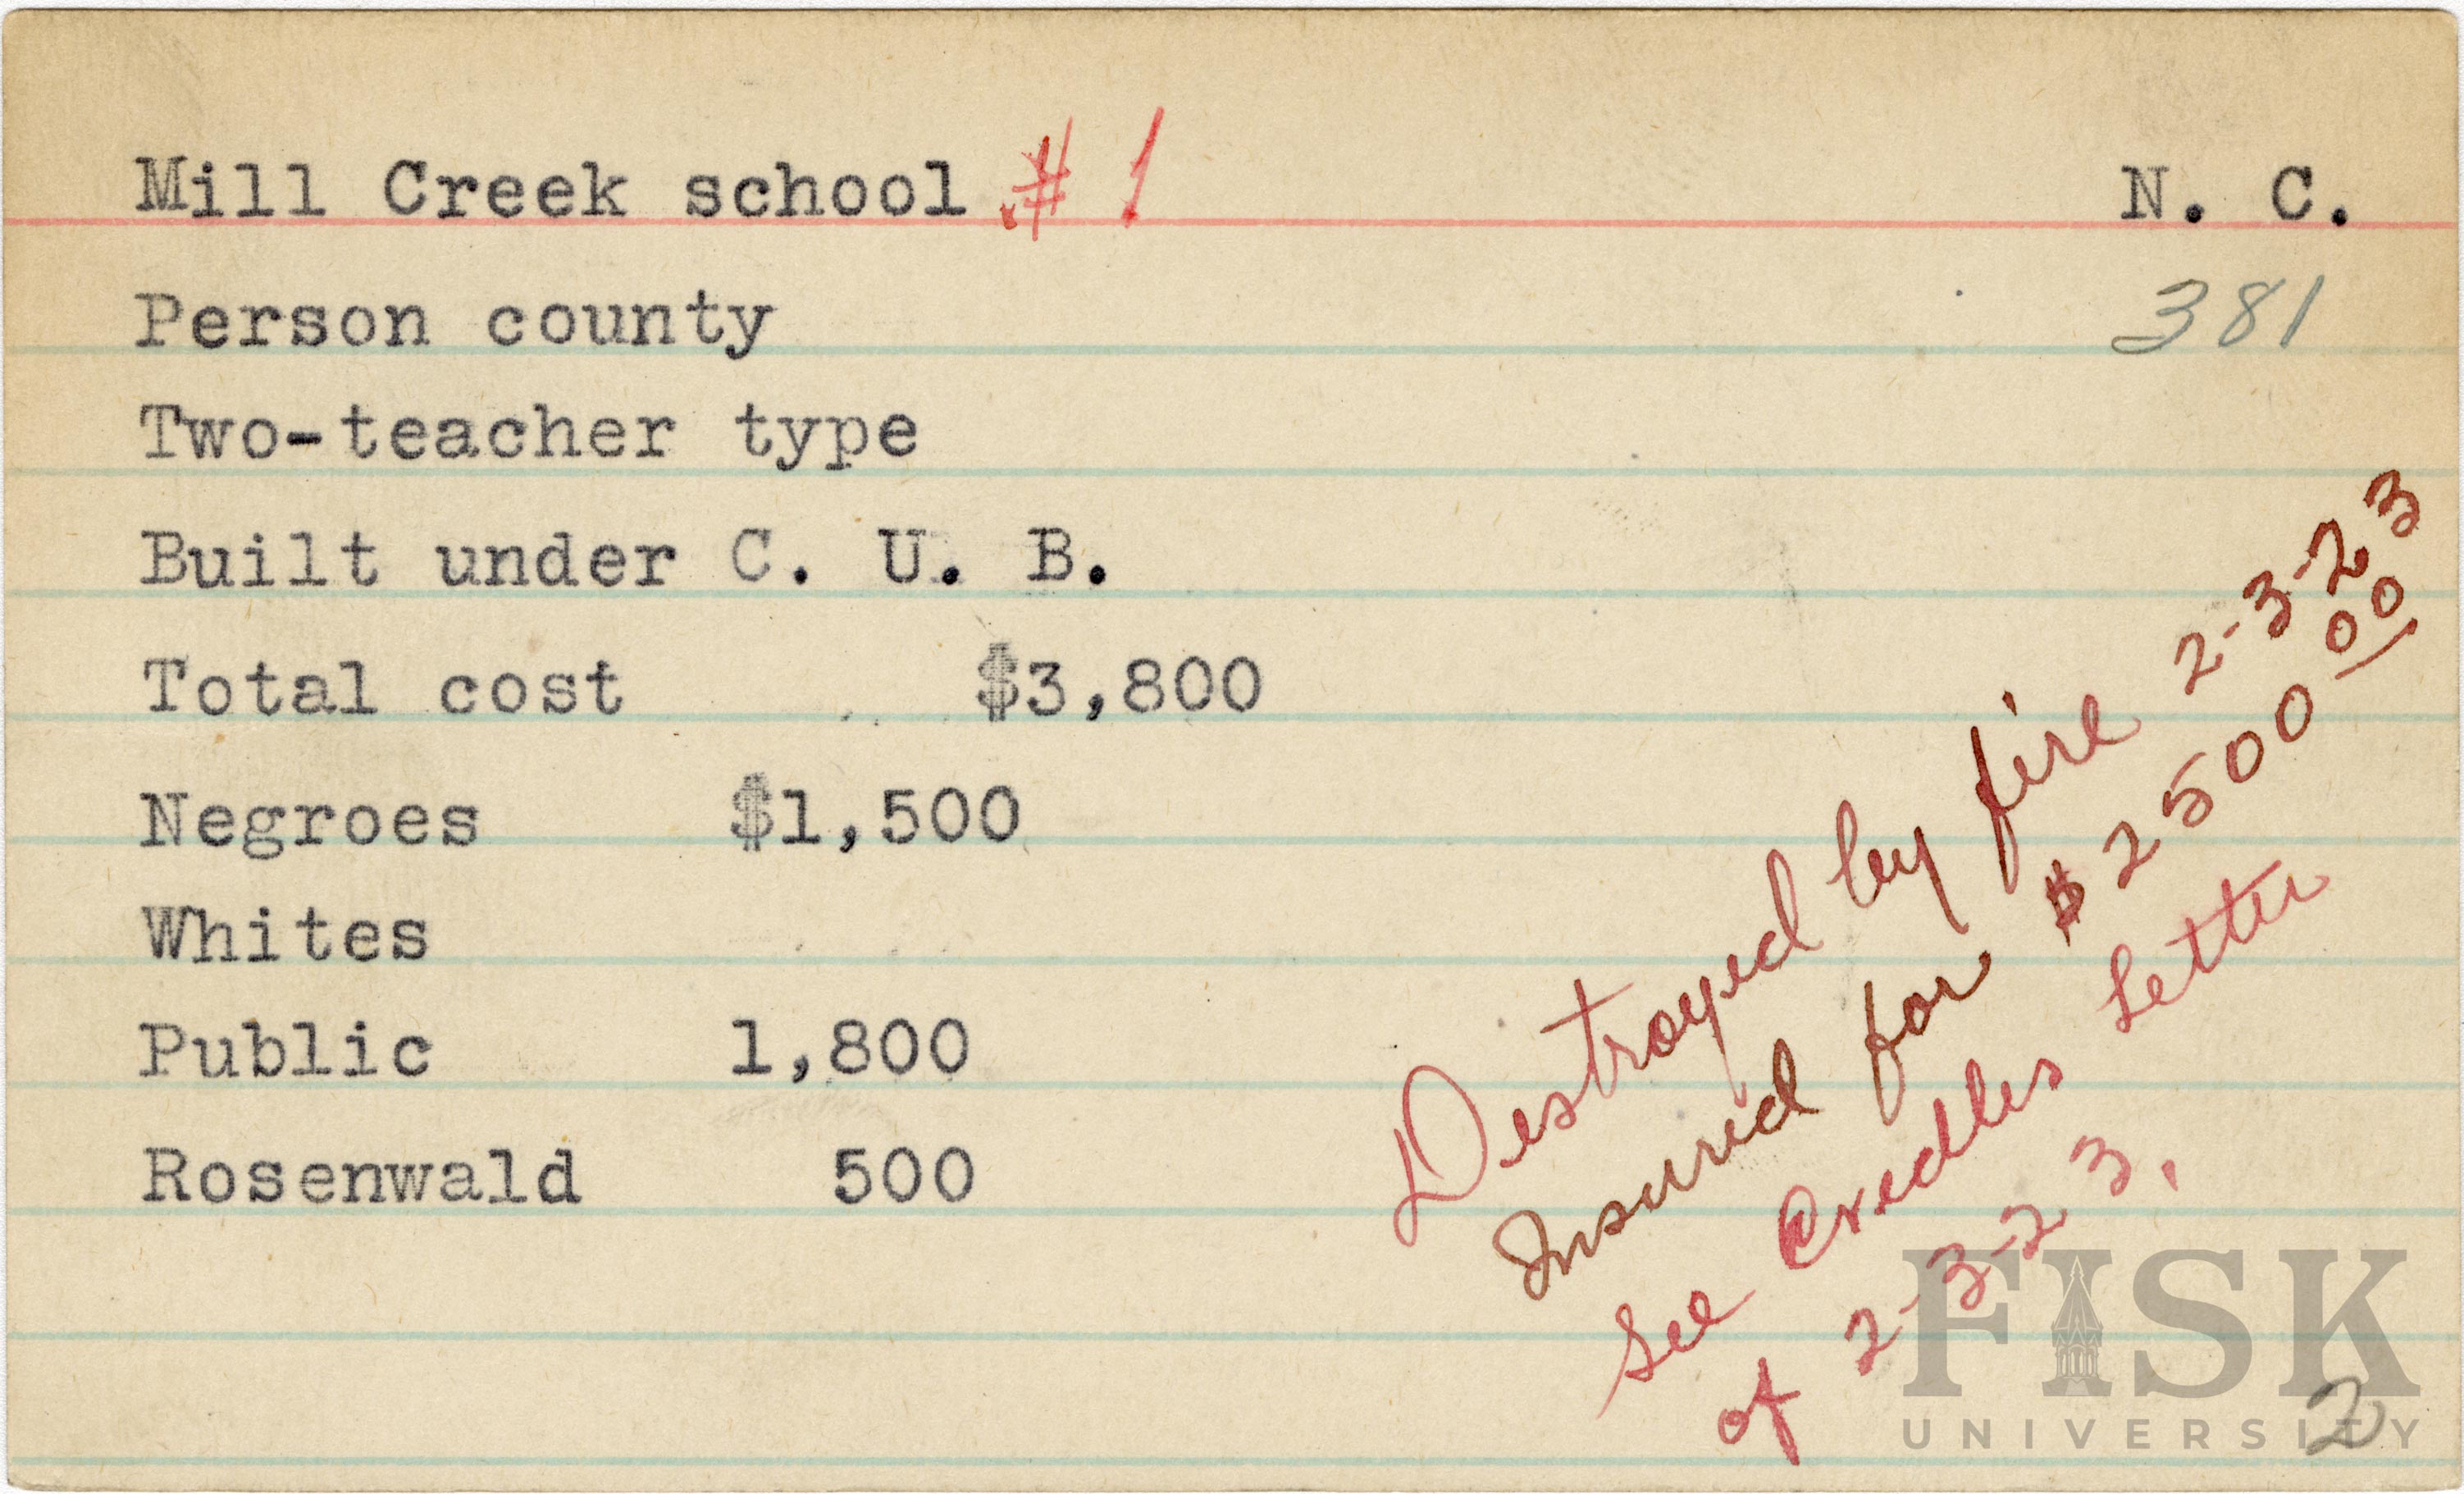 Mill Creek school #1 N. C.
Person county 381
Two-teacher type
Built under C. U. B.
Total cost $3,800
Negroes $1,500
Whites
Public 1,800
Rosenwald 500
Destroyed by fire 2-3-23
Insured for $2500 00
See Credles Letter
of 2-3-23.
FISK
UNIVERSITY
2